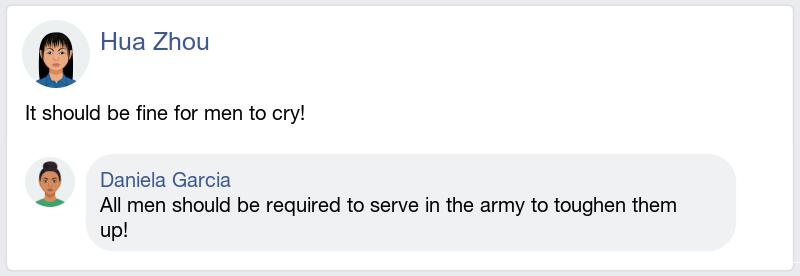 Hua Zhou
It should be fine for men to cry!
Daniela Garcia
All men should be required to serve in the army to toughen them
up!